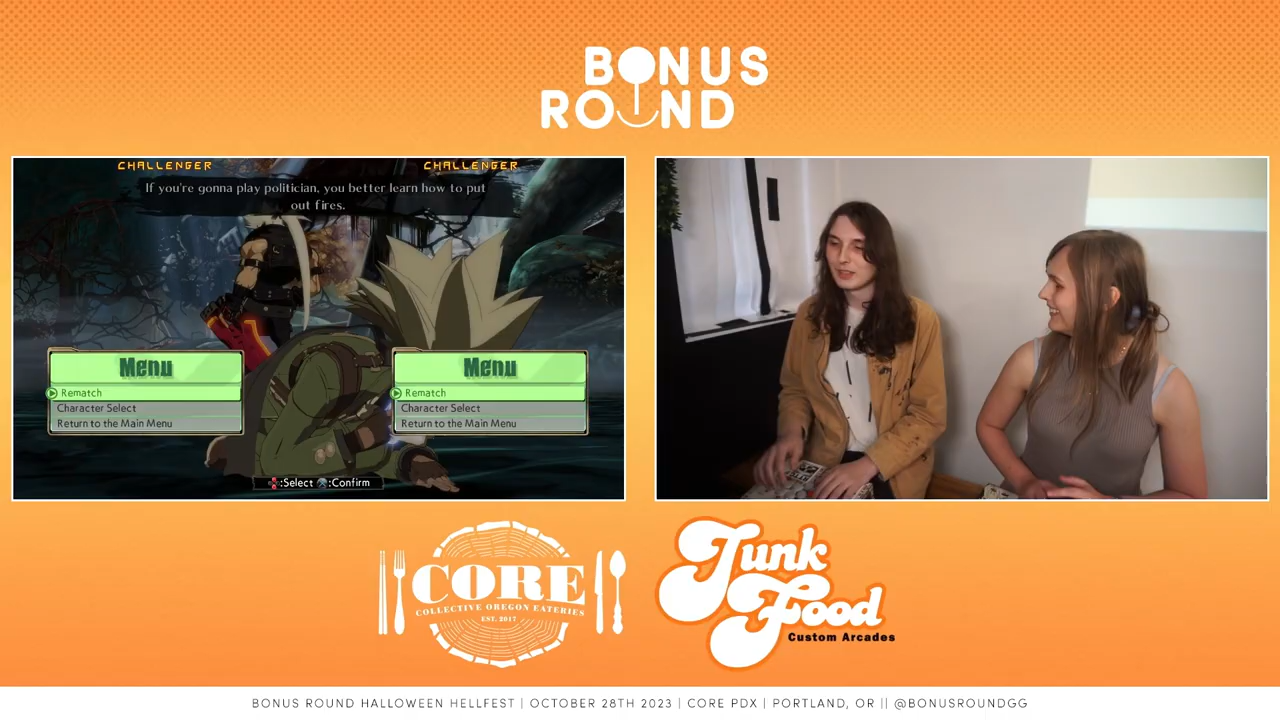 BONUS
ROUND
CHALLENGER
CHALLENGER
If you're gonna play politician, you better learn how to put
out fires.
Menu
Rematch
Character Select
Return to the Main Menu
Menu
Rematch
Character Select
Return to the Main Menu
:Select :Confirm
CORE
COLLECTIVE OREGON EATERIES
EST. 2017
Junk
Food
Custom Arcades
BONUS ROUND HALLOWEEN HELLFEST | OCTOBER 28TH 2023 | CORE PDX | PORTLAND, OR || @BONUSROUNDGG